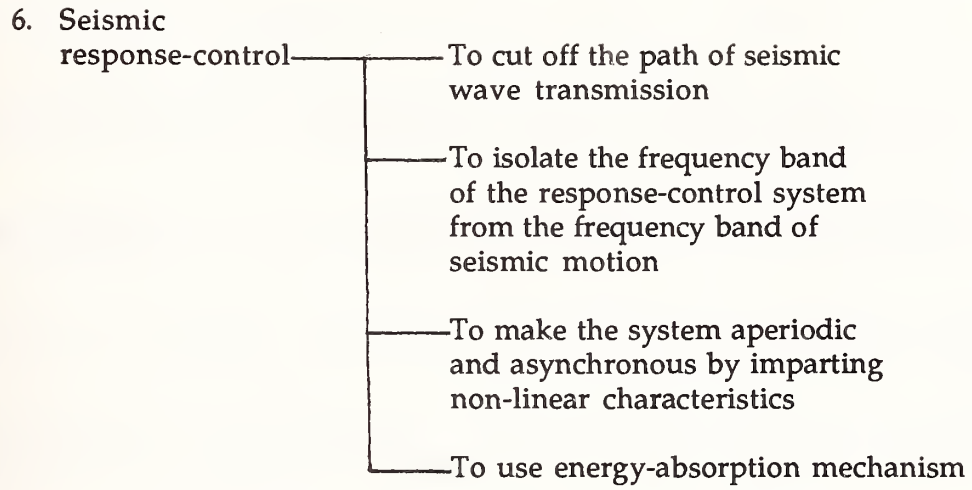 6. Seismic
response-control
To cut off the path of seismic
wave transmission
To isolate the frequency band
of the response-control system
from the frequency band of
seismic motion
To make the system aperiodic
and asynchronous by imparting
non-linear characteristics
To use energy-absorption mechanism